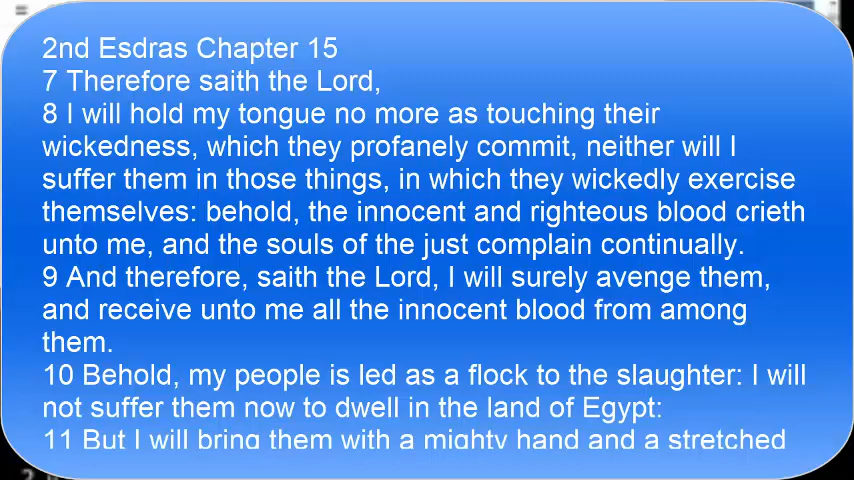 2nd Esdras Chapter 15
7 Therefore saith the Lord,
8 I will hold my tongue no more as touching their
wickedness, which they profanely commit, neither will I
suffer them in those things, in which they wickedly exercise
themselves: behold, the innocent and righteous blood crieth
unto me, and the souls of the just complain continually.
9 And therefore, saith the Lord, I will surely avenge them,
and receive unto me all the innocent blood from among
them.
10 Behold, my people is led as a flock to the slaughter: I will
not suffer them now to dwell in the land of Egypt:
11 But I will bring them with a mighty hand and a stretched